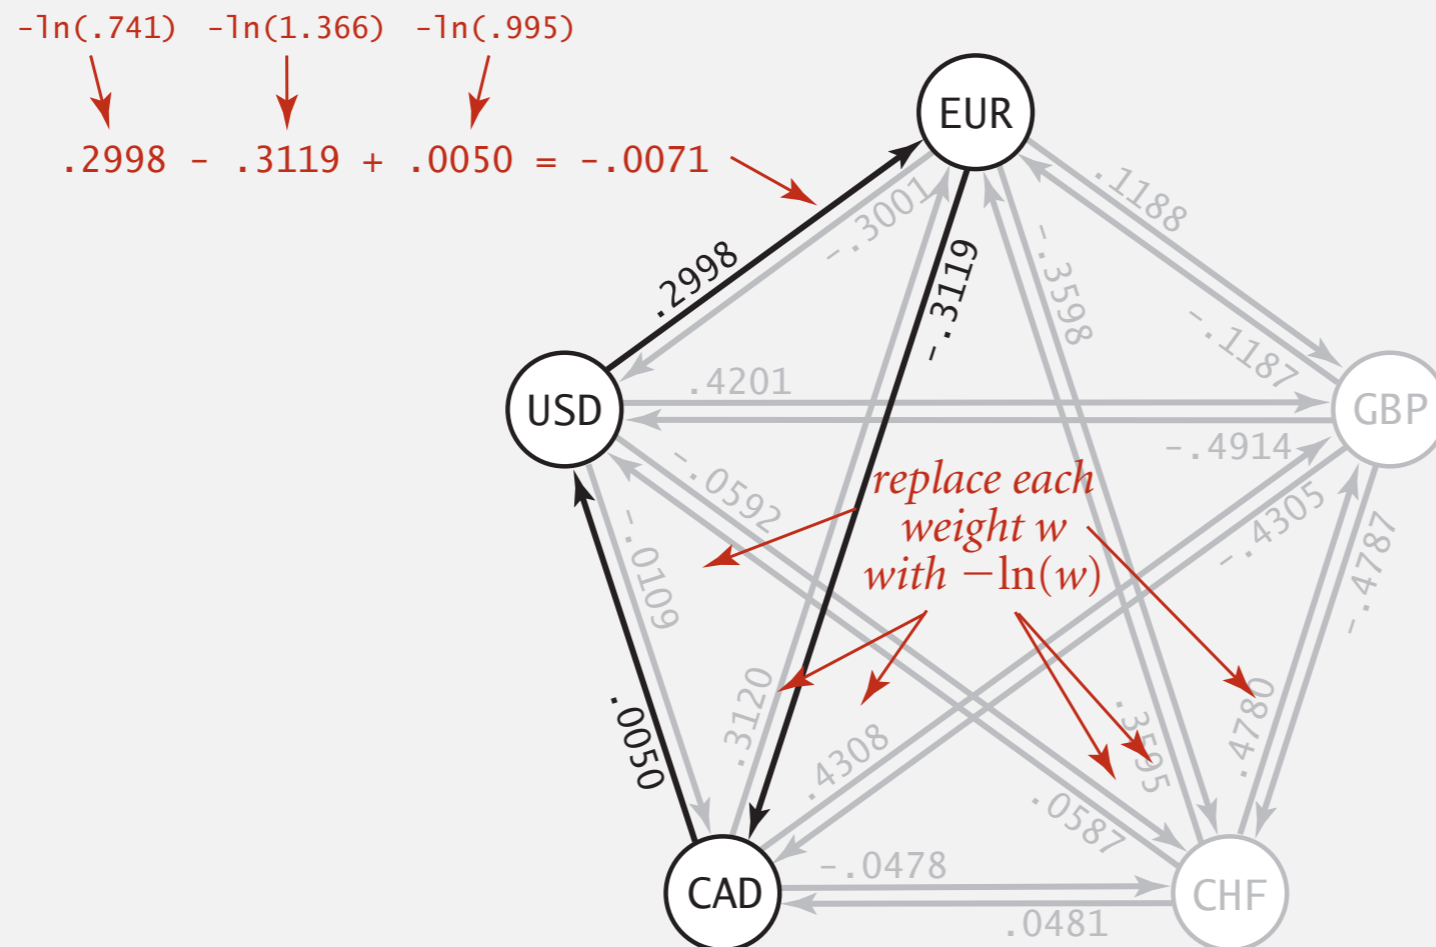 -ln(.741) -ln(1.366) -ln(.995)
.2998 - .3119 + .0050 = -.0071
EUR
.1188
-.3001
.2998
-.3119
-.3598
-.1187
USD
.4201
GBP
-.4914
-.0592
replace each
weight w
with −ln(w)
-.4305
-.0109
-.4787
.3120
.4780
.0050
.4308
.3595
.0587
CAD
-.0478
CHF
.0481